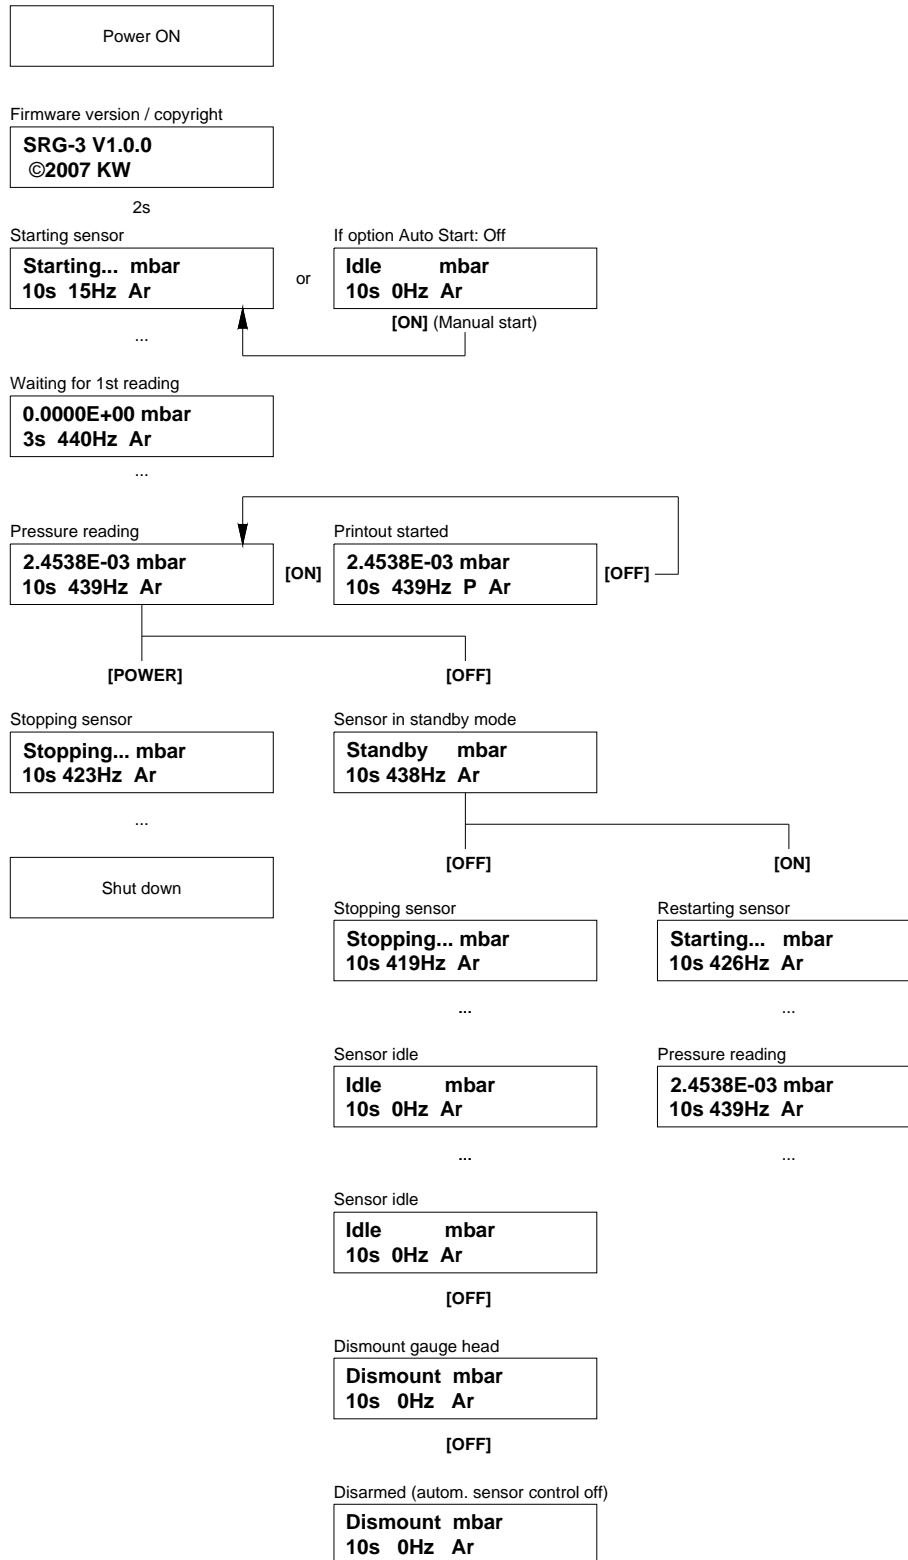 Power ON
Firmware version / copyright
SRG-3 V1.0.0
©2007 KW
2s
Starting sensor
Starting... mbar
10s 15Hz Ar
...
or
If option Auto Start: Off
Idle mbar
10s 0Hz Ar
[ON] (Manual start)
Waiting for 1st reading
0.0000E+00 mbar
3s 440Hz Ar
...
Pressure reading
2.4538E-03 mbar
10s 439Hz Ar
[ON]
Printout started
2.4538E-03 mbar
10s 439Hz P Ar
[OFF]
[POWER]
[OFF]
Stopping sensor
Stopping... mbar
10s 423Hz Ar
...
Shut down
Sensor in standby mode
Standby mbar
10s 438Hz Ar
[OFF]
[ON]
Stopping sensor
Stopping... mbar
10s 419Hz Ar
...
Restarting sensor
Starting... mbar
10s 426Hz Ar
...
Sensor idle
Idle mbar
10s 0Hz Ar
...
Pressure reading
2.4538E-03 mbar
10s 439Hz Ar
...
Sensor idle
Idle mbar
10s 0Hz Ar
[OFF]
Dismount gauge head
Dismount mbar
10s 0Hz Ar
[OFF]
Disarmed (autom. sensor control off)
Dismount mbar
10s 0Hz Ar